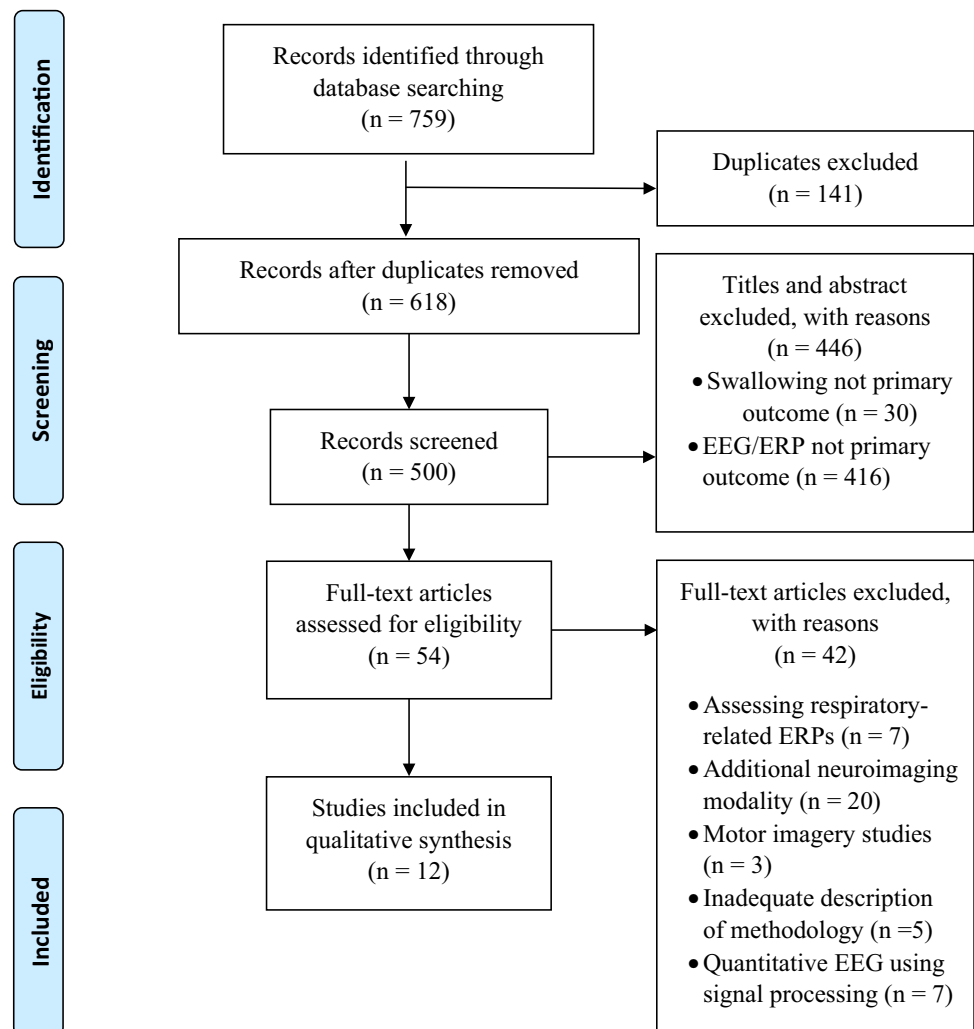 Identification
Records identified through
database searching
(n = 759)
Duplicates excluded
(n = 141)
Records after duplicates removed
(n = 618)
Screening
Titles and abstract
excluded, with reasons
(n = 446)
•Swallowing not primary
outcome (n = 30)
•EEG/ERP not primary
outcome (n = 416)
Records screened
(n = 500)
Eligibility
Full-text articles
assessed for eligibility
(n = 54)
Full-text articles excluded,
with reasons
(n = 42)
•Assessing respiratory-
related ERPs (n = 7)
•Additional neuroimaging
modality (n = 20)
•Motor imagery studies
(n = 3)
•Inadequate description
of methodology (n =5)
•Quantitative EEG using
signal processing (n = 7)
Included
Studies included in
qualitative synthesis
(n = 12)